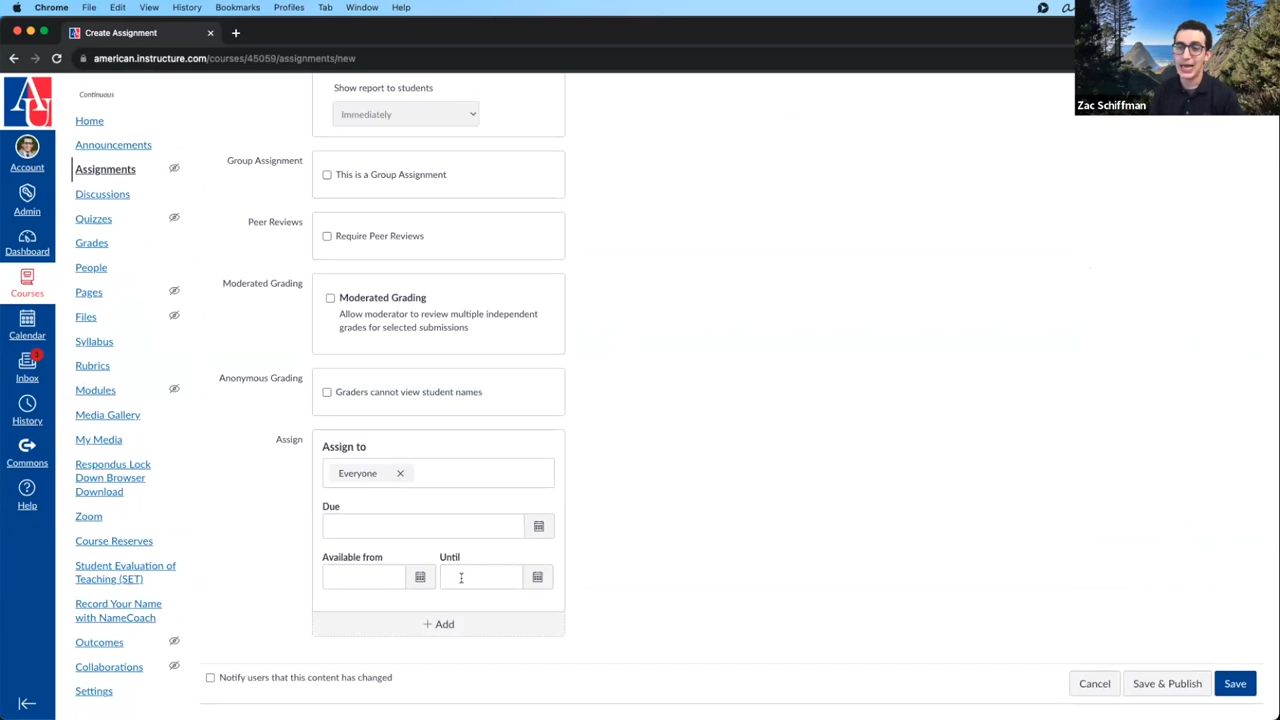 Chrome File Edit View History Bookmarks Profiles Tab Window Help
Create Assignment
american.instructure.com/courses/45059/assignments/new
Zac Schiffman
AU
Account
Admin
Dashboard
Courses
Calendar
3
Inbox
History
Commons
Help
Continuous
Home
Announcements
Assignments
Discussions
Quizzes
Grades
People
Pages
Files
Syllabus
Rubrics
Modules
Media Gallery
My Media
Respondus Lock
Down Browser
Download
Zoom
Course Reserves
Student Evaluation of
Teaching (SET)
Record Your Name
with NameCoach
Outcomes
Collaborations
Settings
Show report to students
Immediately
Group Assignment
This is a Group Assignment
Peer Reviews
Require Peer Reviews
Moderated Grading
Moderated Grading
Allow moderator to review multiple independent
grades for selected submissions
Anonymous Grading
Graders cannot view student names
Assign
Assign to
Everyone
Due
Available from Until
+ Add
Notify users that this content has changed
Cancel Save & Publish Save